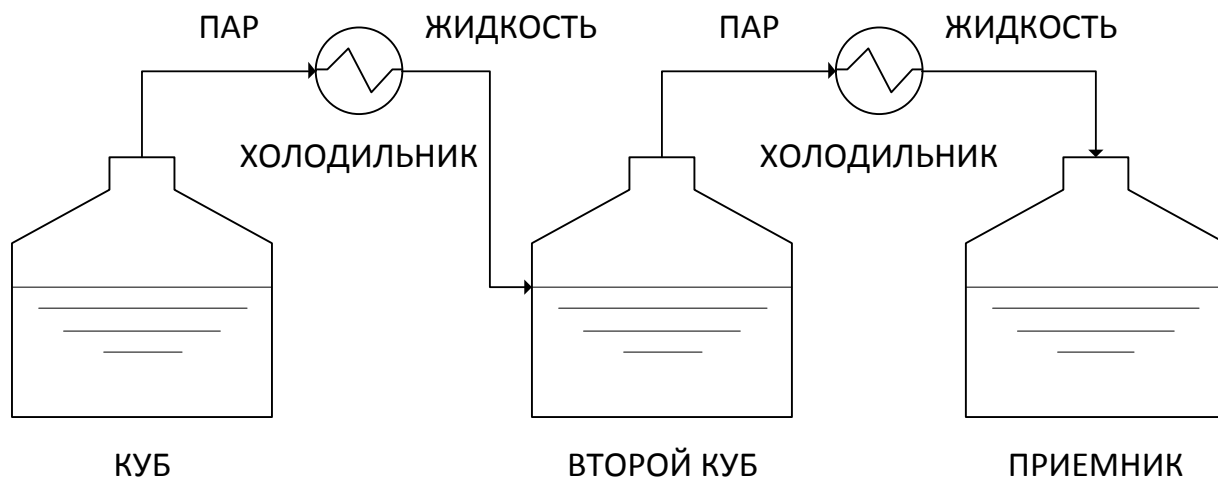 ПАР ЖИДКОСТЬ ПАР ЖИДКОСТЬ
ХОЛОДИЛЬНИК ХОЛОДИЛЬНИК
КУБ ВТОРОЙ КУБ ПРИЕМНИК